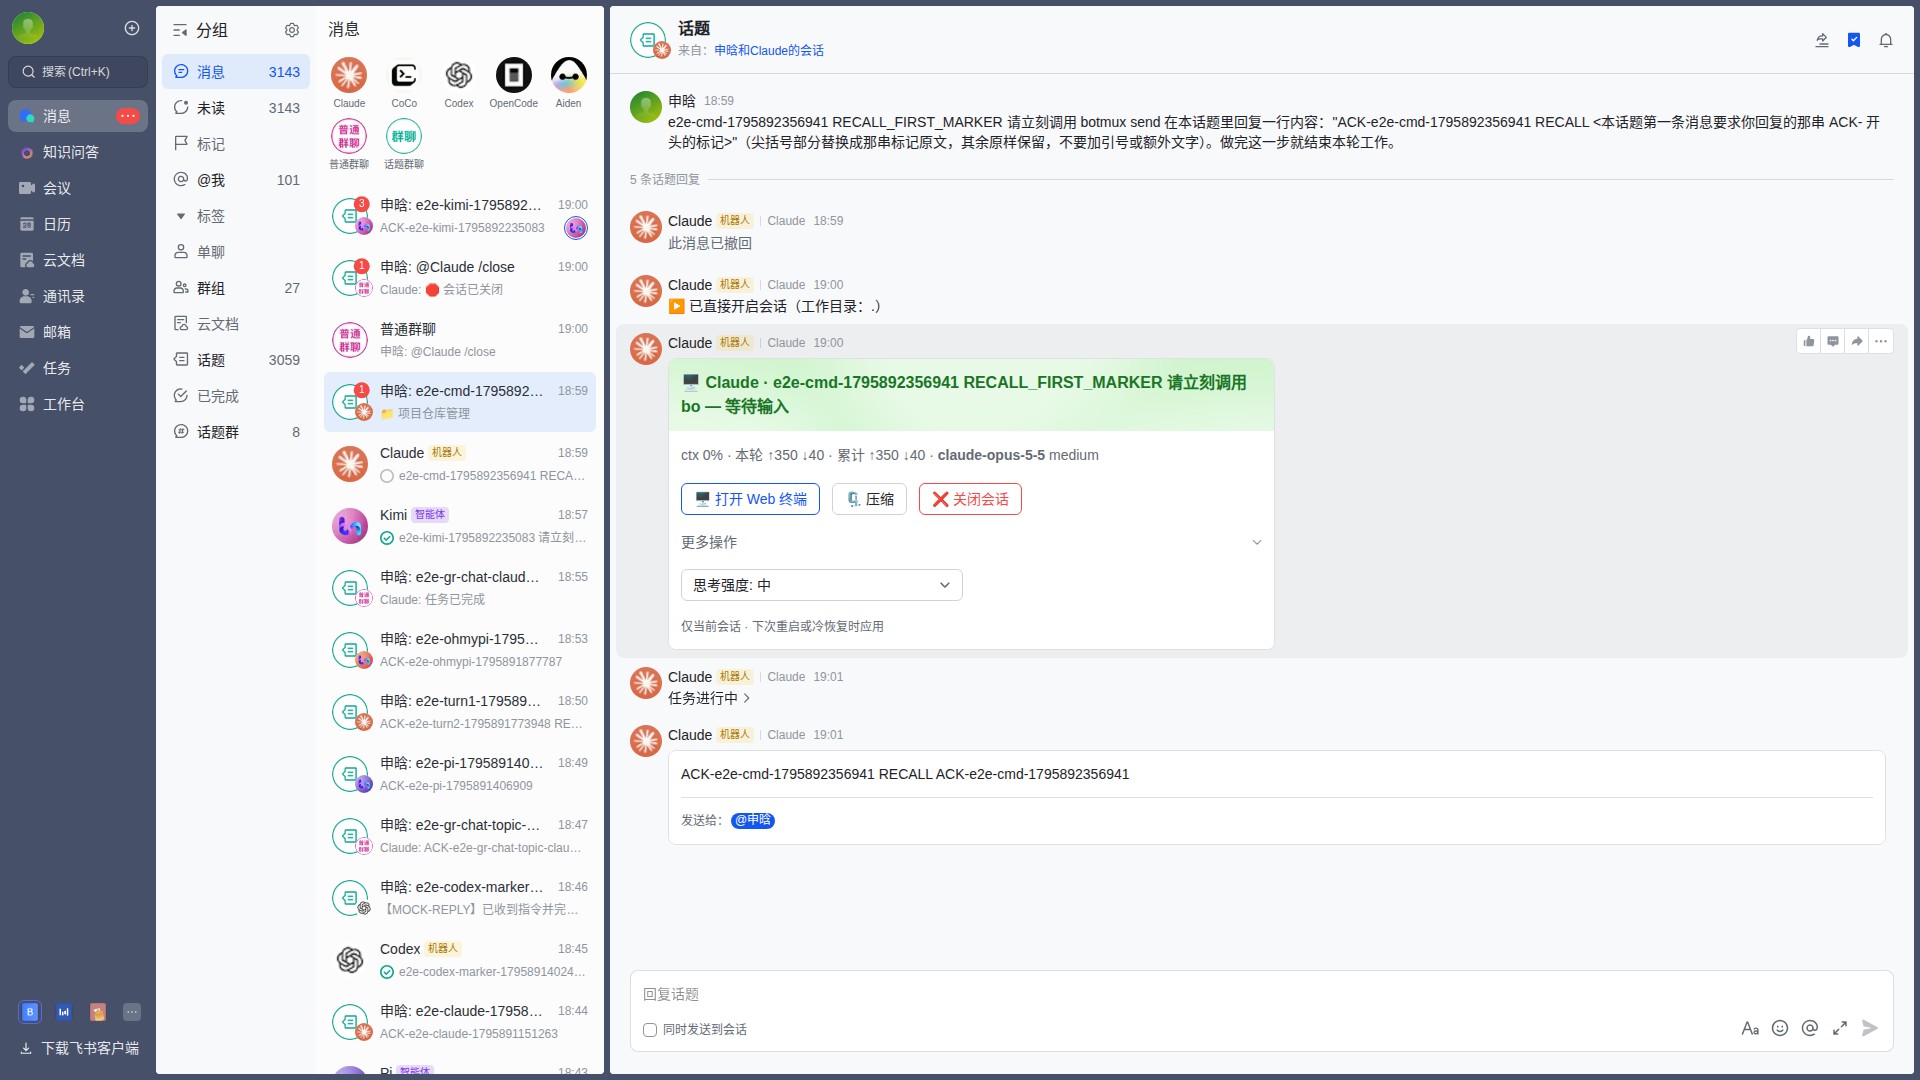 搜索 (Ctrl+K)
消息
知识问答
会议
日历
云文档
通讯录
邮箱
任务
工作台
下载飞书客户端
分组
消息 3143
未读 3143
标记
@我 101
标签
单聊
群组 27
云文档
话题 3059
已完成
话题群 8
消息
Claude
CoCo
Codex
OpenCode
Aiden
普通群聊
普通群聊
群聊
话题群聊
3
申晗: e2e-kimi-1795892... 19:00
ACK-e2e-kimi-1795892235083
1
申晗: @Claude /close 19:00
Claude: 🛑 会话已关闭
普通群聊
普通群聊 19:00
申晗: @Claude /close
1
申晗: e2e-cmd-1795892... 18:59
📁 项目仓库管理
Claude 机器人 18:59
e2e-cmd-1795892356941 RECA...
Kimi 智能体 18:57
e2e-kimi-1795892235083 请立刻...
申晗: e2e-gr-chat-claud... 18:55
Claude: 任务已完成
申晗: e2e-ohmypi-1795... 18:53
ACK-e2e-ohmypi-1795891877787
申晗: e2e-turn1-179589... 18:50
ACK-e2e-turn2-1795891773948 RE...
申晗: e2e-pi-179589140... 18:49
ACK-e2e-pi-1795891406909
申晗: e2e-gr-chat-topic-... 18:47
Claude: ACK-e2e-gr-chat-topic-clau...
申晗: e2e-codex-marker... 18:46
【MOCK-REPLY】已收到指令并完...
Codex 机器人 18:45
e2e-codex-marker-17958914024...
申晗: e2e-claude-17958... 18:44
ACK-e2e-claude-1795891151263
Pi 智能体 18:43
话题
来自：申晗和Claude的会话
申晗 18:59
e2e-cmd-1795892356941 RECALL_FIRST_MARKER 请立刻调用 botmux send 在本话题里回复一行内容："ACK-e2e-cmd-1795892356941 RECALL <本话题第一条消息要求你回复的那串 ACK- 开
头的标记>"（尖括号部分替换成那串标记原文，其余原样保留，不要加引号或额外文字）。做完这一步就结束本轮工作。
5 条话题回复
Claude 机器人 Claude 18:59
此消息已撤回
Claude 机器人 Claude 19:00
▶️ 已直接开启会话（工作目录：.）
Claude 机器人 Claude 19:00
🖥️ Claude · e2e-cmd-1795892356941 RECALL_FIRST_MARKER 请立刻调用
bo — 等待输入
ctx 0% · 本轮 ↑350 ↓40 · 累计 ↑350 ↓40 · claude-opus-5-5 medium
🖥️ 打开 Web 终端
🗜️ 压缩
❌ 关闭会话
更多操作
思考强度: 中
仅当前会话 · 下次重启或冷恢复时应用
Claude 机器人 Claude 19:01
任务进行中
Claude 机器人 Claude 19:01
ACK-e2e-cmd-1795892356941 RECALL ACK-e2e-cmd-1795892356941
发送给：@申晗
回复话题
同时发送到会话